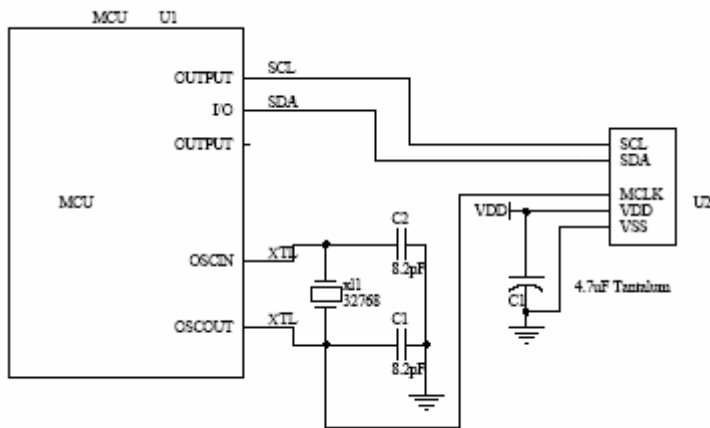 MCU U1
OUTPUT SCL
I/O SDA
OUTPUT
SCL
SDA
MCU
MCLK
VDD VDD
VSS
U2
C2
OSCIN XTL
8.2pF
xl1
32768
C1 4.7uF Tantalum
OSCOUT XTL
C1
8.2pF